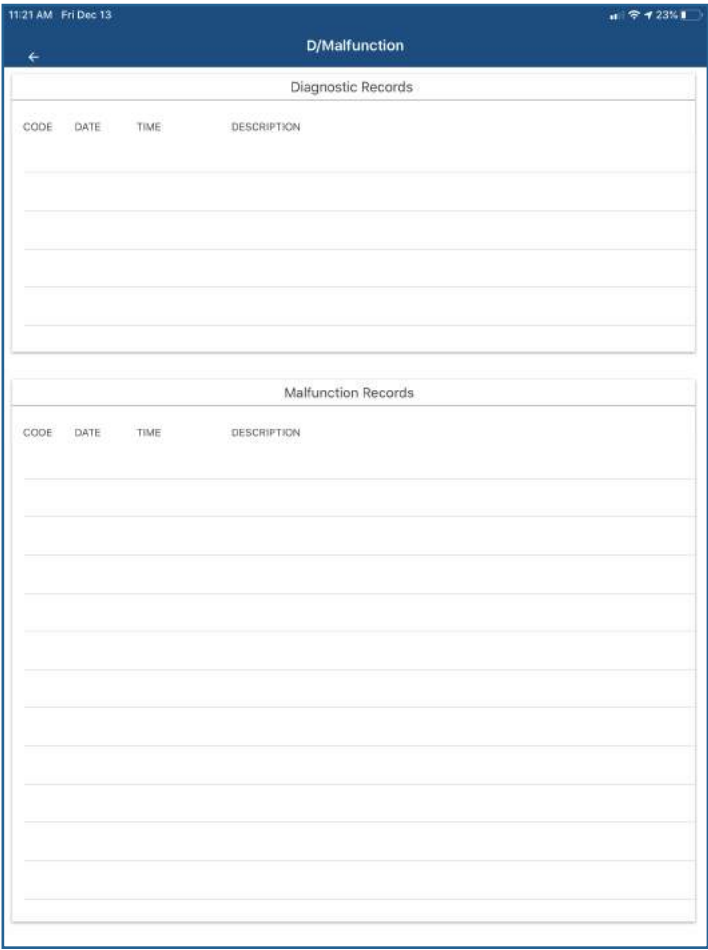 11:21 AM Fri Dec 13 23%
D/Malfunction
Diagnostic Records
CODE DATE TIME DESCRIPTION
Malfunction Records
CODE DATE TIME DESCRIPTION